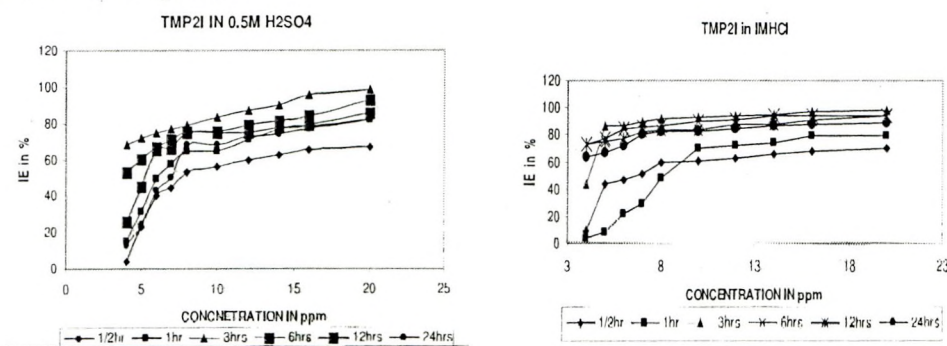 TMP2I IN 0.5M H2SO4
IE in %
120
100
80
60
40
20
0
0 5 10 15 20 25
CONCNETRATION IN ppm
1/2hr 1hr 3hrs 6hrs 12hrs 24hrs
TMP2I in IMHCl
IE in %
120
100
80
60
40
20
0
3 8 13 18 23
CONCENTRATION IN ppm
1/2hr 1hr 3hrs 6hrs 12hrs 24hrs